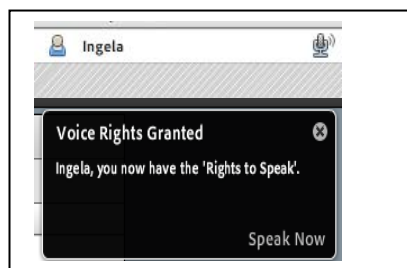 Ingela
Voice Rights Granted
Ingela, you now have the 'Rights to Speak'.
Speak Now